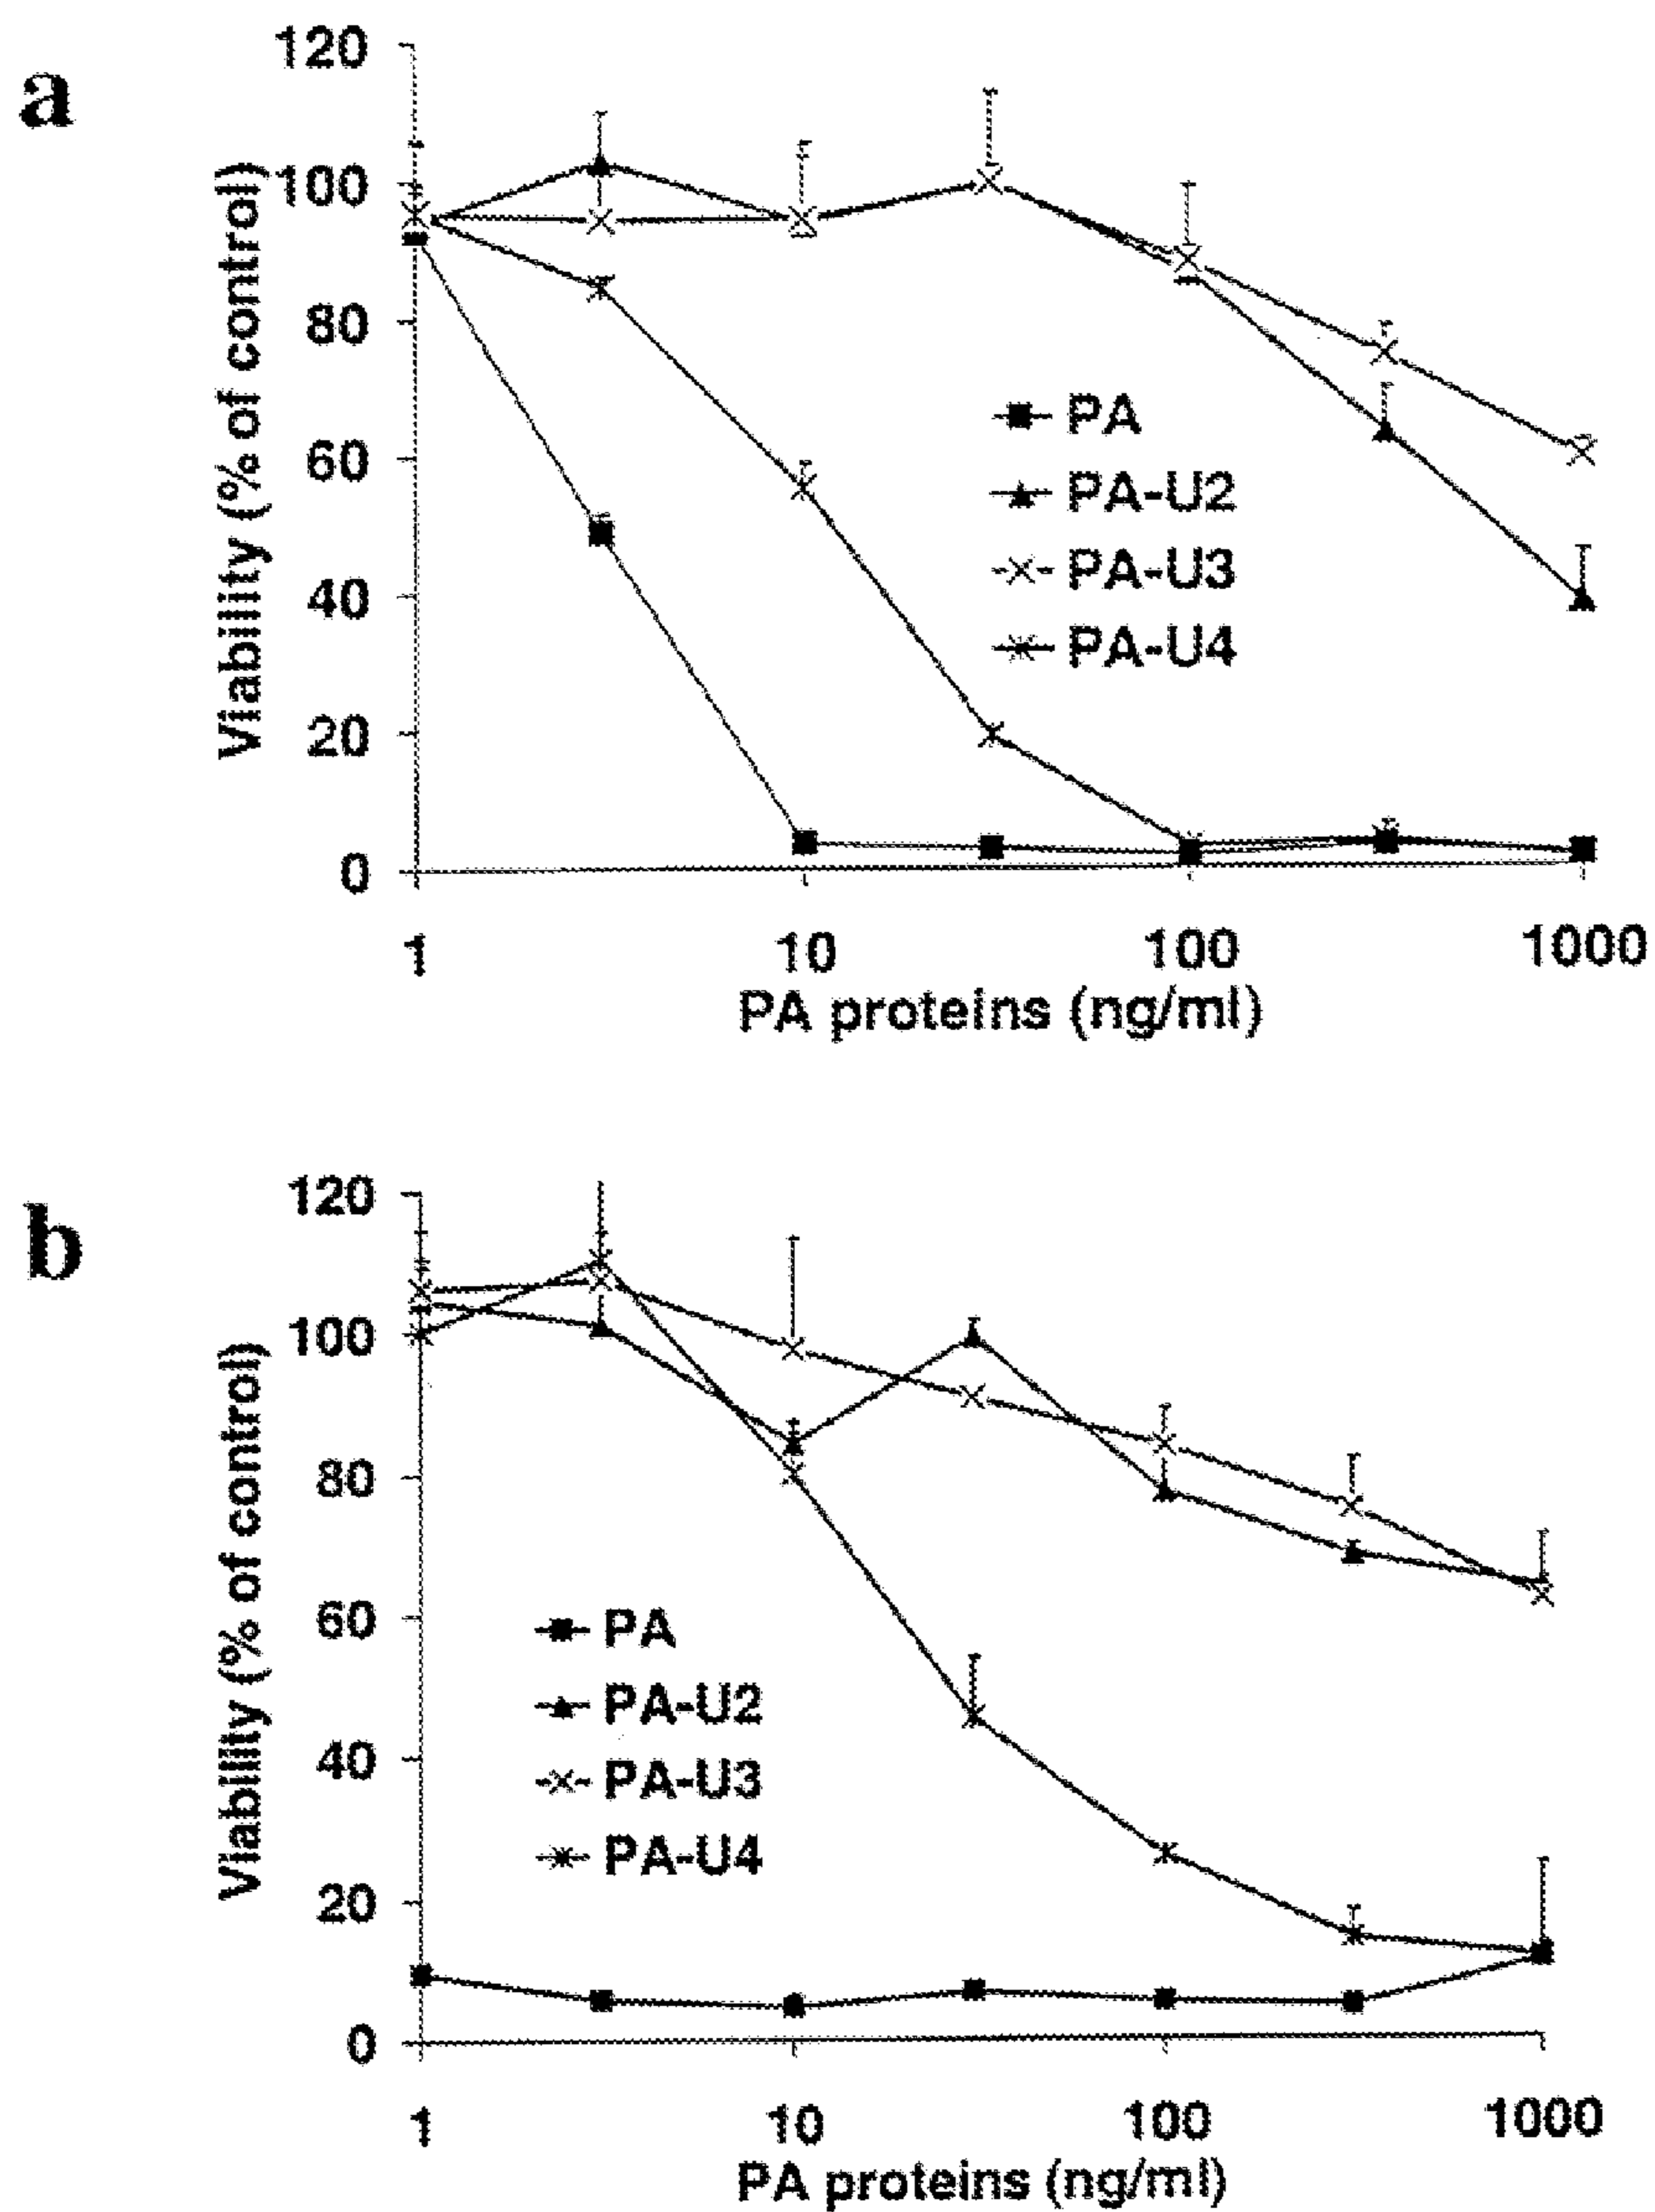 a
120
100
80
60
40
20
0
Viability (% of control)
PA
PA-U2
PA-U3
PA-U4
1 10 100 1000
PA proteins (ng/ml)
b
120
100
80
60
40
20
0
Viability (% of control)
PA
PA-U2
PA-U3
PA-U4
1 10 100 1000
PA proteins (ng/ml)